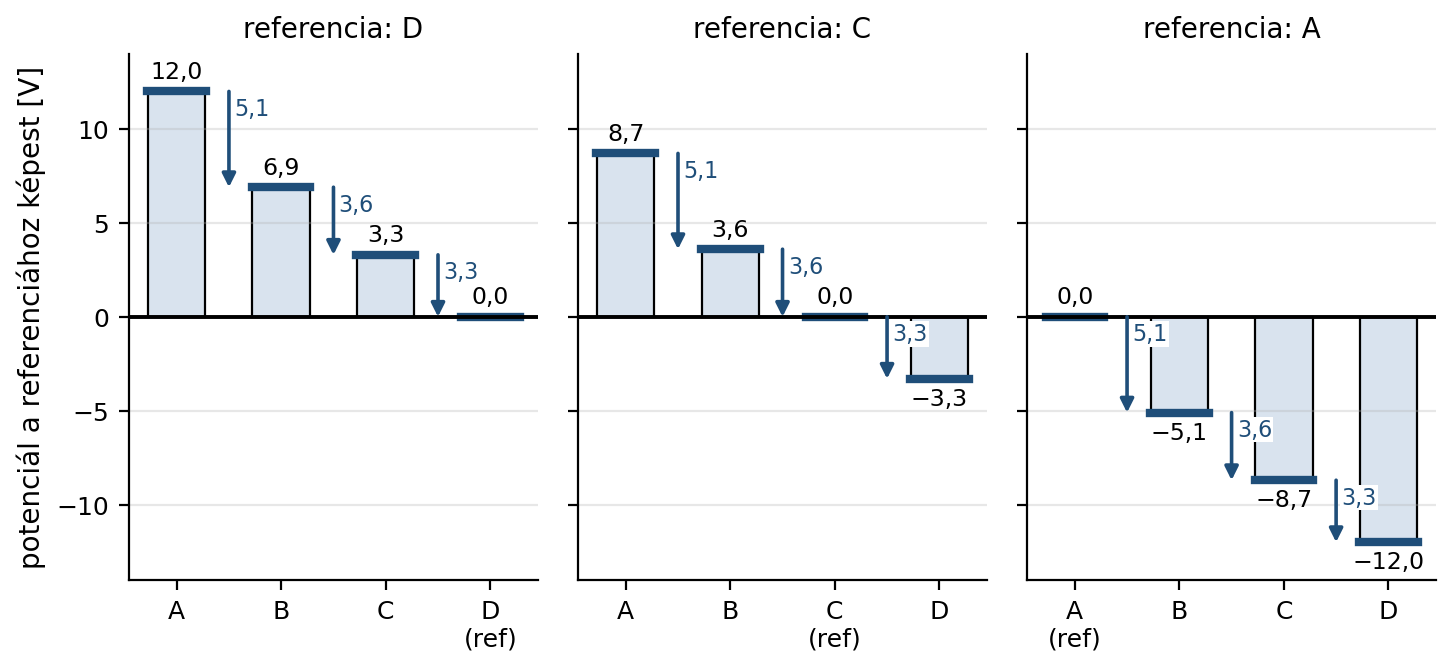 referencia: D
referencia: C
referencia: A
potenciál a referenciához képest [V]
10
5
0
−5
−10
12,0
5,1
6,9
3,6
3,3
3,3
0,0
A
B
C
D
(ref)
8,7
5,1
3,6
3,6
0,0
3,3
−3,3
A
B
C
(ref)
D
0,0
5,1
−5,1
3,6
−8,7
3,3
−12,0
A
(ref)
B
C
D